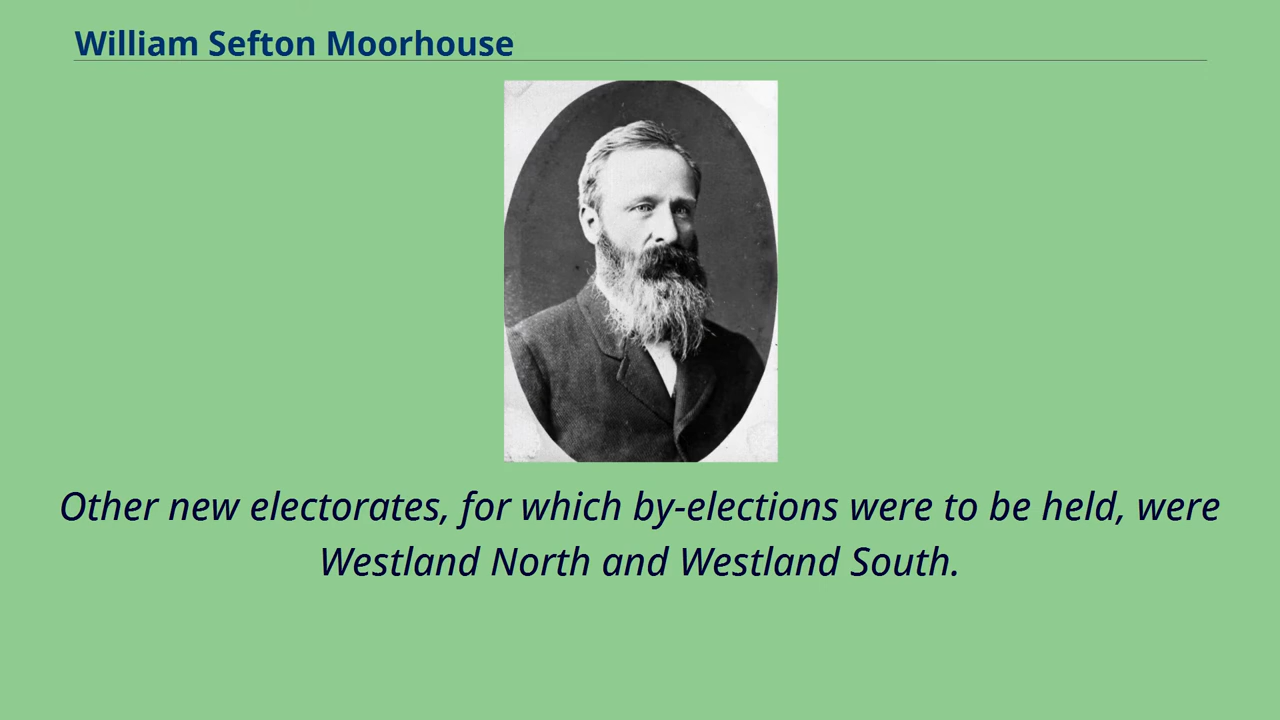 William Sefton Moorhouse
Other new electorates, for which by-elections were to be held, were
Westland North and Westland South.